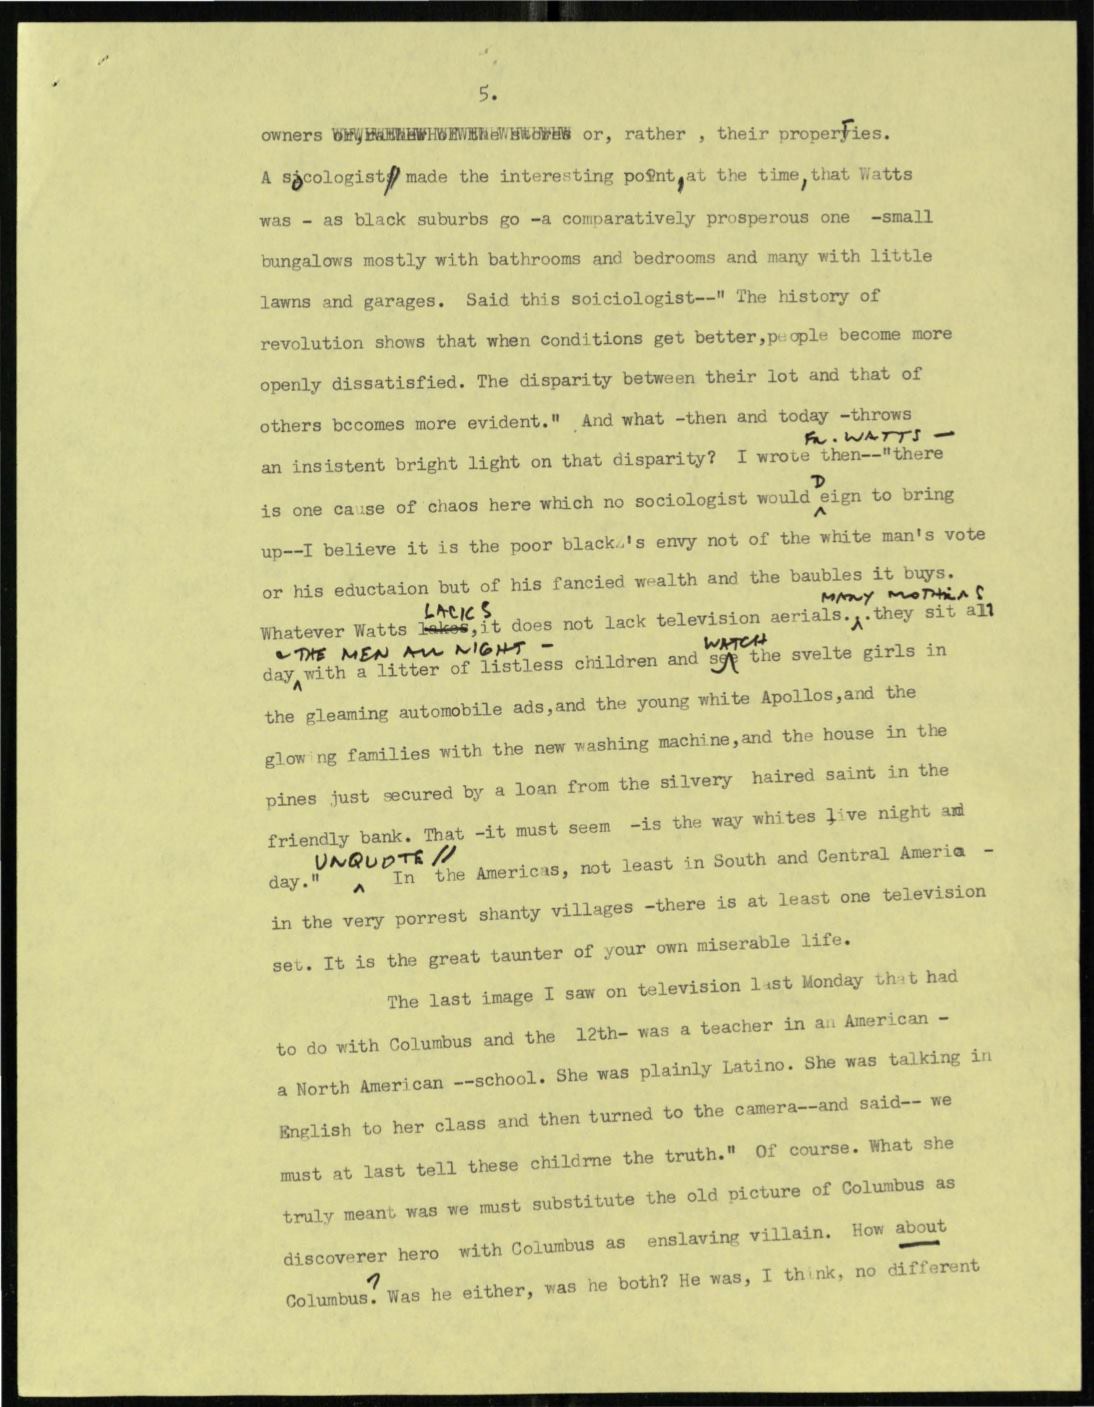 5.
owners or, rather , their properTies.
A socologist// made the interesting point,at the time,that Watts
was - as black suburbs go -a comparatively prosperous one -small
bungalows mostly with bathrooms and bedrooms and many with little
lawns and garages. Said this soiciologist--" The history of
revolution shows that when conditions get better,people become more
openly dissatisfied. The disparity between their lot and that of
others bccomes more evident." And what -then and today -throws
FR. WATTS —
an insistent bright light on that disparity? I wrote then--"there
D
is one cause of chaos here which no sociologist would eign to bring
up--I believe it is the poor black's envy not of the white man's vote
or his eductaion but of his fancied wealth and the baubles it buys.
LACKS MANY MOTHERS
Whatever Watts lakes,it does not lack television aerials...they sit all
& THE MEN ALL NIGHT - WATCH
day with a litter of listless children and see the svelte girls in
the gleaming automobile ads,and the young white Apollos,and the
glowing families with the new washing machine,and the house in the
pines just secured by a loan from the silvery haired saint in the
friendly bank. That -it must seem -is the way whites live night and
UNQUOTE //
day." In the Americas, not least in South and Central America -
in the very porrest shanty villages -there is at least one television
set. It is the great taunter of your own miserable life.
The last image I saw on television last Monday that had
to do with Columbus and the 12th- was a teacher in an American -
a North American --school. She was plainly Latino. She was talking in
English to her class and then turned to the camera--and said-- we
must at last tell these childrne the truth." Of course. What she
truly meant was we must substitute the old picture of Columbus as
discoverer hero with Columbus as enslaving villain. How about
Columbus? Was he either, was he both? He was, I think, no different